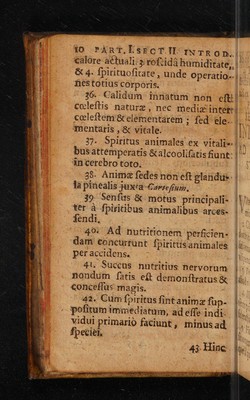 10 PART. I. SECT II INTROD.
calore actuali. 3. roscida humiditate,
& 4. spirituositate, unde operatio-
nes totius corporis.
36. Calidum innatum non est
cœlestis naturæ, nec mediæ inter
cœlestem & elementarem; sed ele-
mentaris, & vitale.
37. Spiritus animales ex vitali-
bus attemperatis & alcoolisatis fiunt
in cerebro toto.
38. Animæ sedes non est glandu-
la pinealis juxta Cartesium.
39. Sensus & motus principali-
ter à spiritibus animalibus arces-
sendi.
40. Ad nutritionem perficien-
dam concurrunt spiritus animales
per accidens.
41. Succus nutritius nervorum
nondum satis est demonstratus &
concessus magis.
42. Cum spiritus sint animæ sup-
positum immediatum, ad esse indi-
vidui primariò faciunt, minus ad
speciei.
43. Hinc